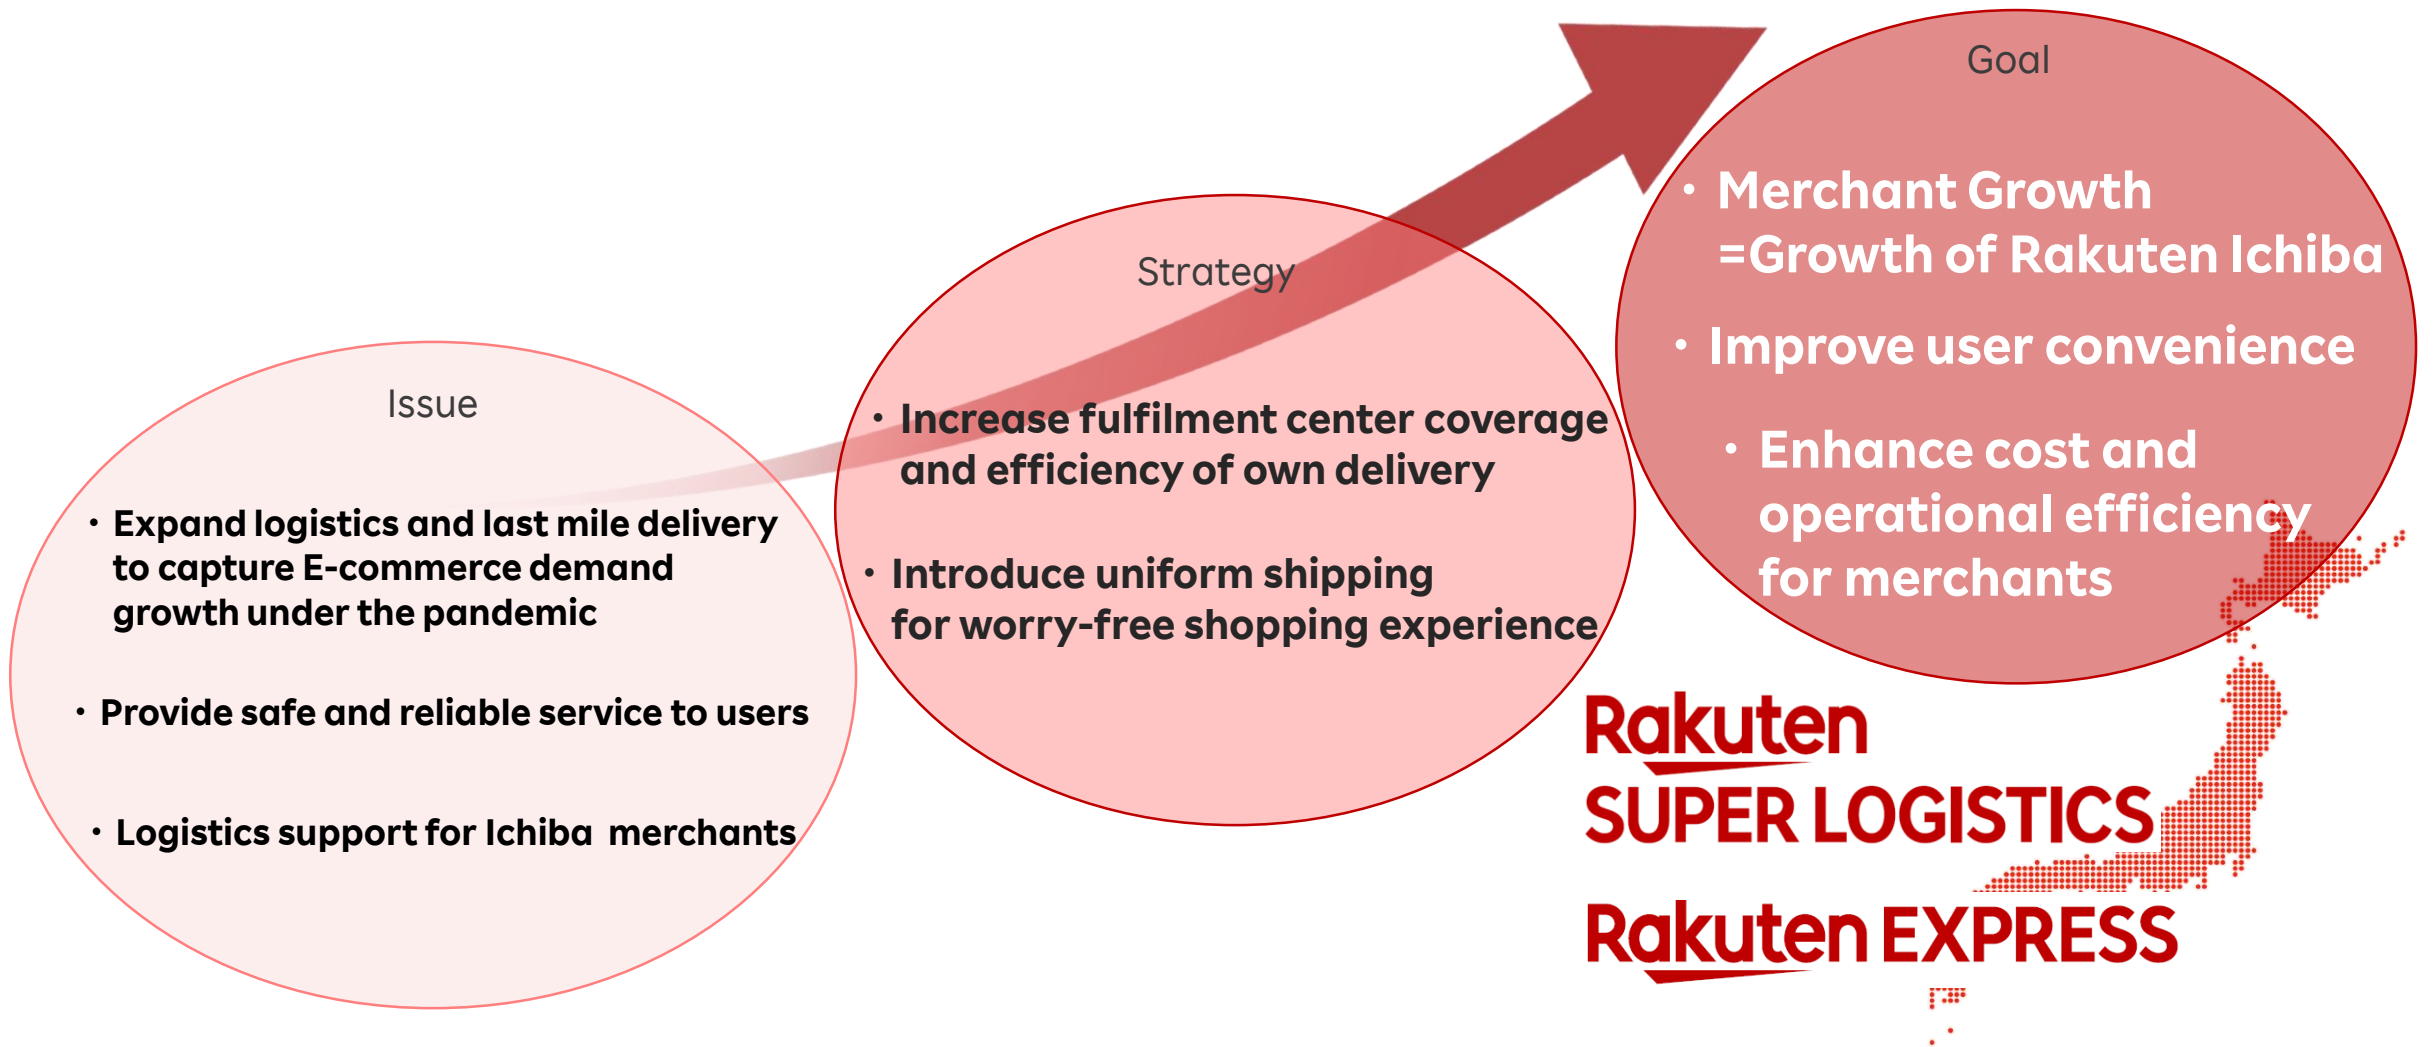 Issue
・Expand logistics and last mile delivery
to capture E-commerce demand
growth under the pandemic
・Provide safe and reliable service to users
・Logistics support for Ichiba merchants
Strategy
・Increase fulfilment center coverage
and efficiency of own delivery
・Introduce uniform shipping
for worry-free shopping experience
Goal
・Merchant Growth
=Growth of Rakuten Ichiba
・Improve user convenience
・Enhance cost and
operational efficiency
for merchants
Rakuten
SUPER LOGISTICS
Rakuten EXPRESS